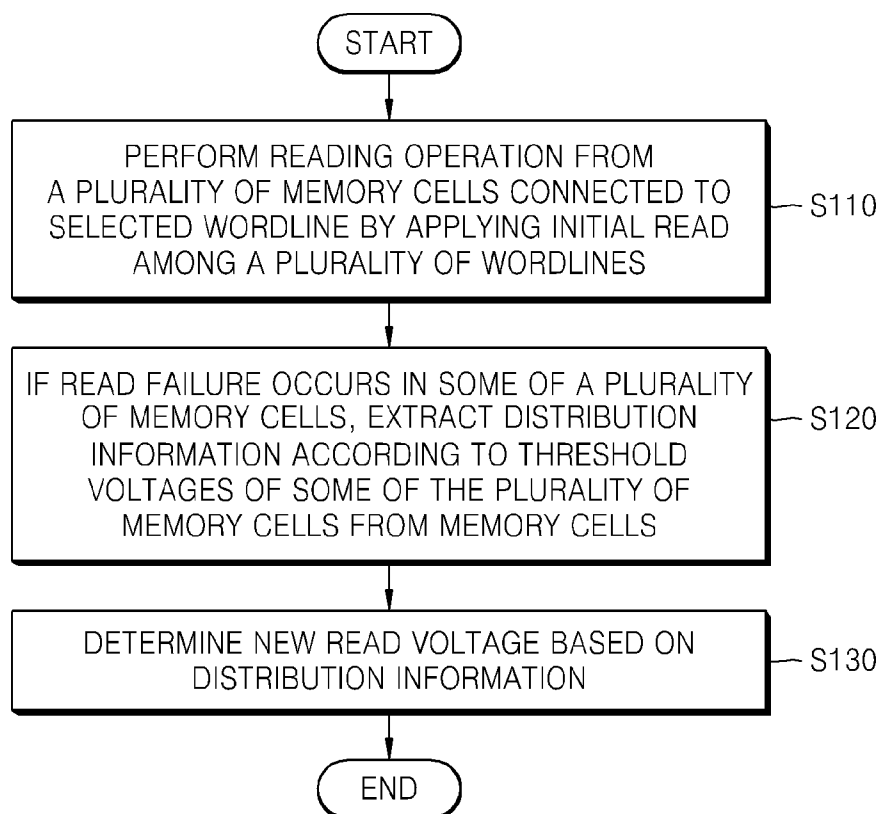 START
PERFORM READING OPERATION FROM
A PLURALITY OF MEMORY CELLS CONNECTED TO
SELECTED WORDLINE BY APPLYING INITIAL READ
AMONG A PLURALITY OF WORDLINES
S110
IF READ FAILURE OCCURS IN SOME OF A PLURALITY
OF MEMORY CELLS, EXTRACT DISTRIBUTION
INFORMATION ACCORDING TO THRESHOLD
VOLTAGES OF SOME OF THE PLURALITY OF
MEMORY CELLS FROM MEMORY CELLS
S120
DETERMINE NEW READ VOLTAGE BASED ON
DISTRIBUTION INFORMATION
S130
END